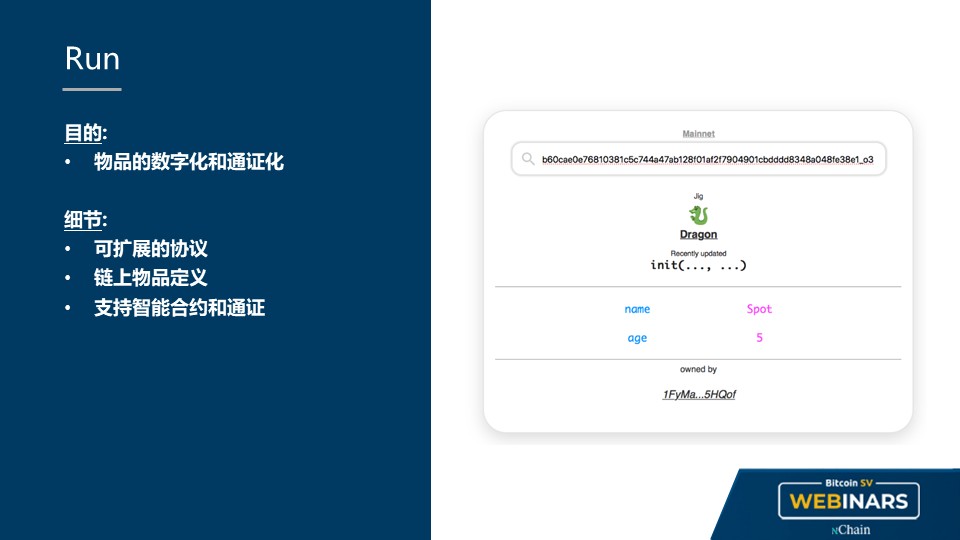 Run
目的:
• 物品的数字化和通证化
细节:
• 可扩展的协议
• 链上物品定义
• 支持智能合约和通证
Mainnet
b60cae0e76810381c5c744a47ab128f01af2f7904901cbdddd8348a048fe38e1_o3
Jig
Dragon
Recently updated
init(..., ...)
name Spot
age 5
owned by
1FyMa...5HQof
Bitcoin SV
WEBINARS
nChain